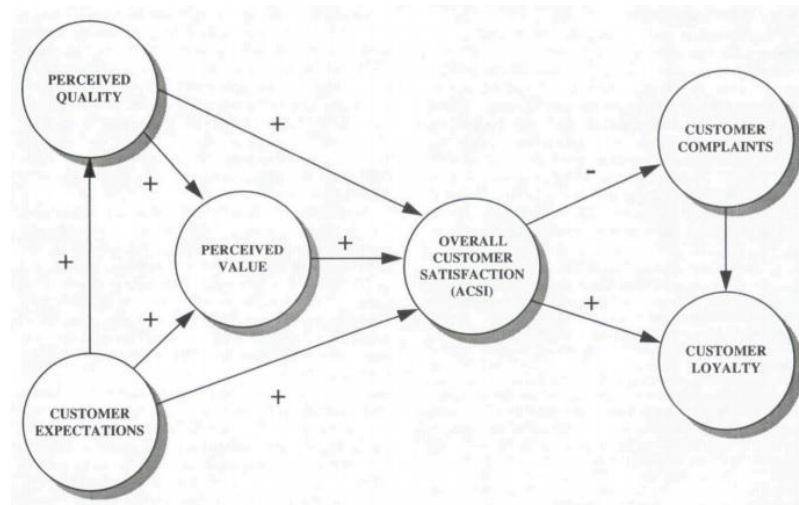 PERCEIVED
QUALITY
+
+
+
PERCEIVED
VALUE
+
+
+
CUSTOMER
EXPECTATIONS
OVERALL
CUSTOMER
SATISFACTION
(ACSI)
-
+
CUSTOMER
COMPLAINTS
CUSTOMER
LOYALTY